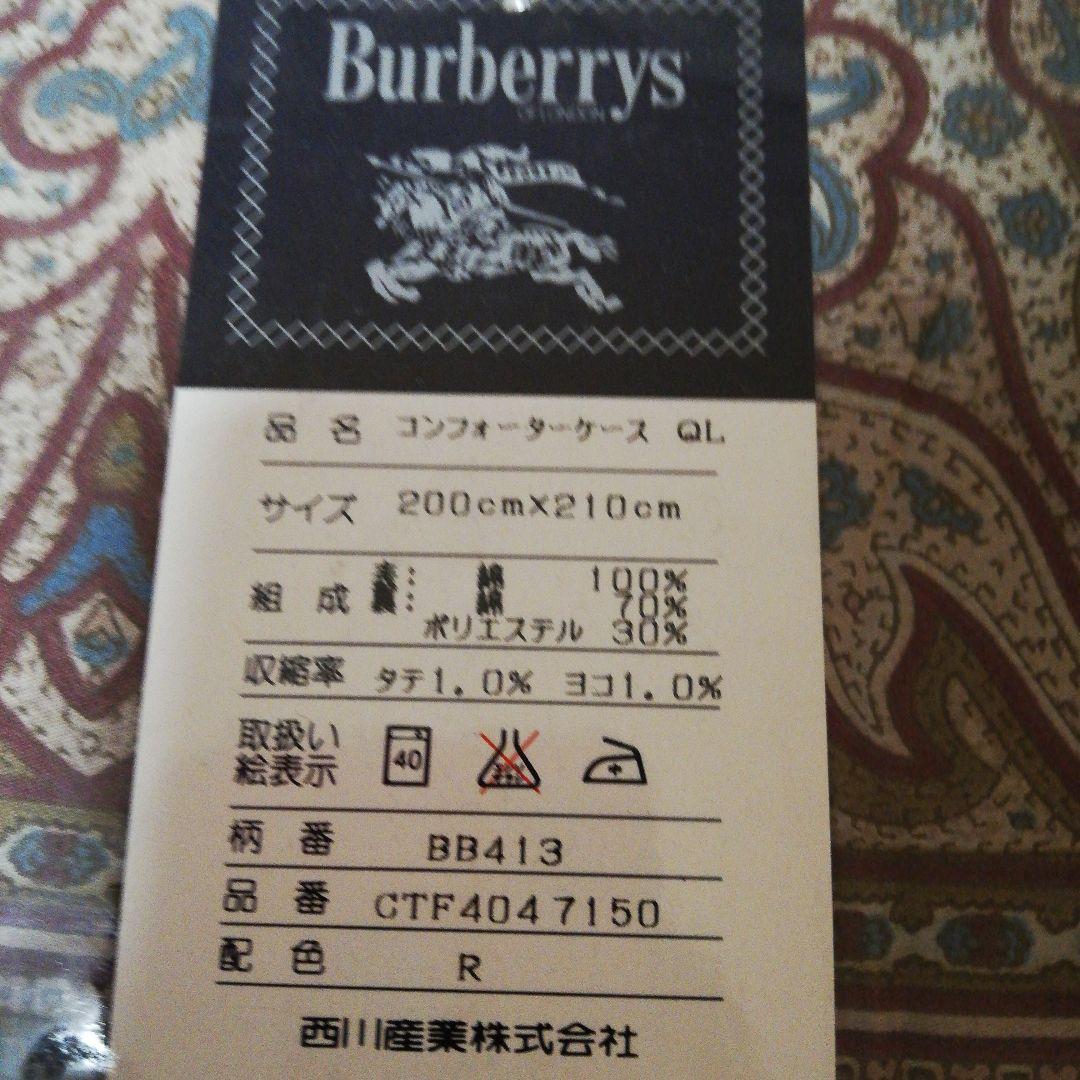 Burberrys
OF LONDON
品名 コンフォーターケース QL
サイズ 200cm×210cm
組成 表: 綿 100%
裏: 綿 70%
ポリエステル 30%
収縮率 タテ1.0% ヨコ1.0%
取扱い
絵表示 40
柄番 BB413
品番 CTF4047150
配色 R
西川産業株式会社